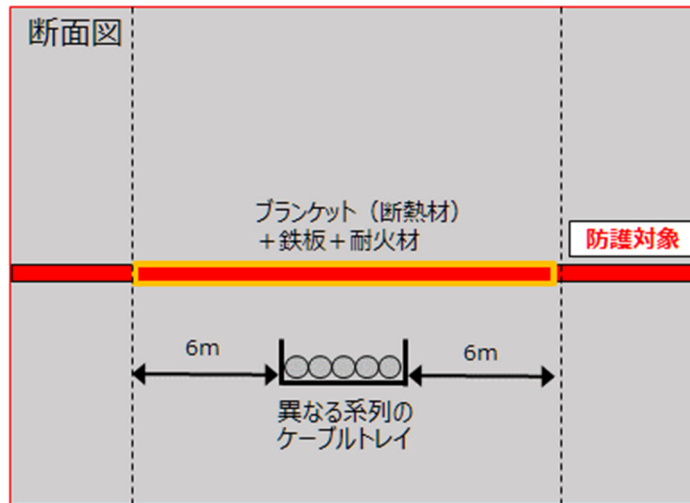 断面図
ブランケット（断熱材）
＋鉄板＋耐火材
防護対象
6m
6m
異なる系列の
ケーブルトレイ